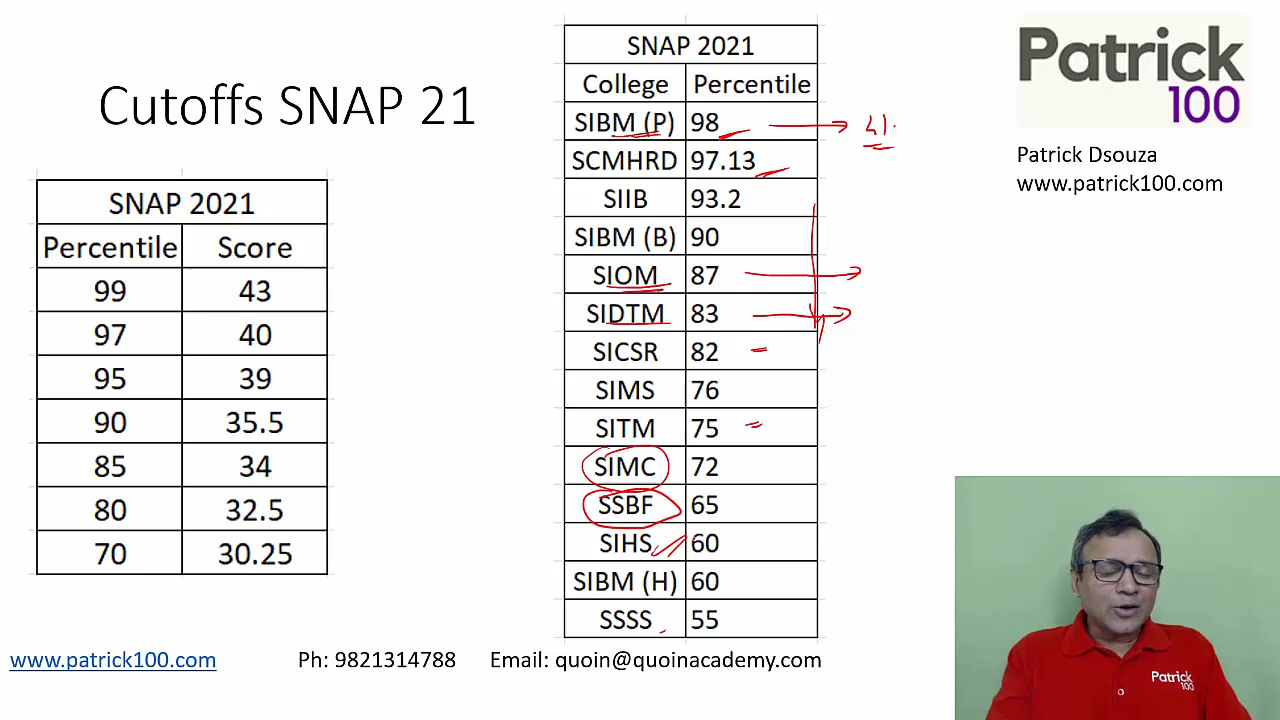 Cutoffs SNAP 21
SNAP 2021
Percentile Score
99 43
97 40
95 39
90 35.5
85 34
80 32.5
70 30.25
SNAP 2021
College Percentile
SIBM (P) 98 → 41.
SCMHRD 97.13
SIIB 93.2
SIBM (B) 90
SIOM 87
SIDTM 83
SICSR 82
SIMS 76
SITM 75
SIMC 72
SSBF 65
SIHS 60
SIBM (H) 60
SSSS 55
Patrick
100
Patrick Dsouza
www.patrick100.com
Patrick
100
www.patrick100.com Ph: 9821314788 Email: quoin@quoinacademy.com